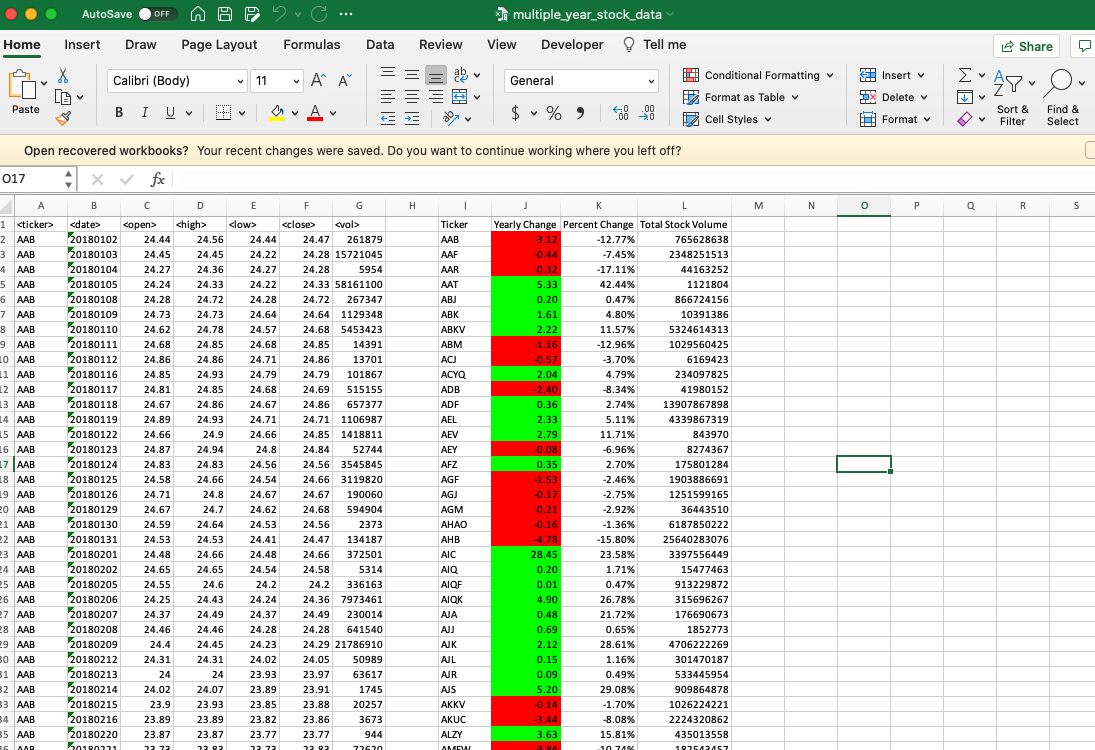 AutoSave OFF multiple_year_stock_data
Home Insert Draw Page Layout Formulas Data Review View Developer Tell me Share
Paste Calibri (Body) 11 A A ab General Conditional Formatting Insert Σ
B I U A $ % 9 Format as Table Delete Sort & Filter Find & Select
Cell Styles Format
Open recovered workbooks? Your recent changes were saved. Do you want to continue working where you left off?
O17 fx
A B C D E F G H I J K L M N O P Q R S
1 <ticker> <date> <open> <high> <low> <close> <vol> Ticker Yearly Change Percent Change Total Stock Volume
2 AAB 20180102 24.44 24.56 24.44 24.47 261879 AAB -3.12 -12.77% 765628638
3 AAB 20180103 24.45 24.45 24.22 24.28 15721045 AAF -0.44 -7.45% 2348251513
4 AAB 20180104 24.27 24.36 24.27 24.28 5954 AAR -0.32 -17.11% 44163252
5 AAB 20180105 24.24 24.33 24.22 24.33 58161100 AAT 5.33 42.44% 1121804
6 AAB 20180108 24.28 24.72 24.28 24.72 267347 ABJ 0.20 0.47% 866724156
7 AAB 20180109 24.73 24.73 24.64 24.64 1129348 ABK 1.61 4.80% 10391386
8 AAB 20180110 24.62 24.78 24.57 24.68 5453423 ABKV 2.22 11.57% 5324614313
9 AAB 20180111 24.68 24.85 24.68 24.85 14391 ABM -1.16 -12.96% 1029560425
10 AAB 20180112 24.86 24.86 24.71 24.86 13701 ACJ -0.57 -3.70% 6169423
11 AAB 20180116 24.85 24.93 24.79 24.79 101867 ACYQ 2.04 4.79% 234097825
12 AAB 20180117 24.81 24.85 24.68 24.69 515155 ADB -2.40 -8.34% 41980152
13 AAB 20180118 24.67 24.86 24.67 24.86 657377 ADF 0.36 2.74% 13907867898
14 AAB 20180119 24.89 24.93 24.71 24.71 1106987 AEL 2.33 5.11% 4339867319
15 AAB 20180122 24.66 24.9 24.66 24.85 1418811 AEV 2.79 11.71% 843970
16 AAB 20180123 24.87 24.94 24.8 24.84 52744 AEY -0.08 -6.96% 8274367
17 AAB 20180124 24.83 24.83 24.56 24.56 3545845 AFZ 0.35 2.70% 175801284
18 AAB 20180125 24.58 24.66 24.54 24.66 3119820 AGF -1.53 -2.46% 1903886691
19 AAB 20180126 24.71 24.8 24.67 24.67 190060 AGJ -0.17 -2.75% 1251599165
20 AAB 20180129 24.67 24.7 24.62 24.68 594904 AGM -0.21 -2.92% 36443510
21 AAB 20180130 24.59 24.64 24.53 24.56 2373 AHAO -0.16 -1.36% 6187850222
22 AAB 20180131 24.53 24.53 24.41 24.47 134187 AHB -4.78 -15.80% 25640283076
23 AAB 20180201 24.48 24.66 24.48 24.66 372501 AIC 28.45 23.58% 3397556449
24 AAB 20180202 24.65 24.65 24.54 24.58 5314 AIQ 0.20 1.71% 15477463
25 AAB 20180205 24.55 24.6 24.2 24.2 336163 AIQF 0.01 0.47% 913229872
26 AAB 20180206 24.25 24.43 24.24 24.36 7973461 AIQK 4.90 26.78% 315696267
27 AAB 20180207 24.37 24.49 24.37 24.49 230014 AJA 0.48 21.72% 176690673
28 AAB 20180208 24.46 24.46 24.28 24.28 641540 AJJ 0.69 0.65% 1852773
29 AAB 20180209 24.4 24.45 24.23 24.29 21786910 AJK 2.12 28.61% 4706222269
30 AAB 20180212 24.31 24.31 24.02 24.05 50989 AJL 0.15 1.16% 301470187
31 AAB 20180213 24 24 23.93 23.97 63617 AJR 0.09 0.49% 533445954
32 AAB 20180214 24.02 24.07 23.89 23.91 1745 AJS 5.20 29.08% 909864878
33 AAB 20180215 23.9 23.93 23.85 23.88 20257 AKKV -0.14 -1.70% 1026224221
34 AAB 20180216 23.89 23.89 23.82 23.86 3673 AKUC -3.44 -8.08% 2224320862
35 AAB 20180220 23.87 23.87 23.77 23.77 944 ALZY 3.63 15.81% 435013558
36 AAB 20180221 23.73 23.83 23.73 23.83 72620 AMEW -3.84 -10.74% 182543457